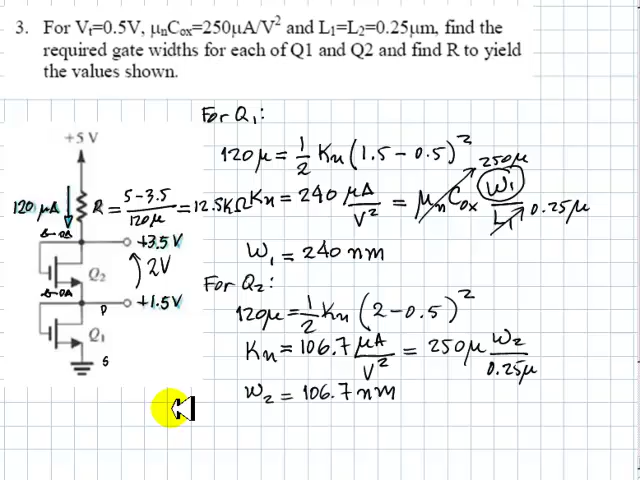 3. For Vt=0.5V, μnCox=250μA/V² and L1=L2=0.25μm, find the
required gate widths for each of Q1 and Q2 and find R to yield
the values shown.
For Q1:
+5 V
120μ = 1/2 Kn (1.5 - 0.5)²
250μ
120 μA
R = (5-3.5)/120μ = 12.5KΩ
Kn = 240 μA/V² = μn Cox W1/L1
0.25μ
+3.5 V
W1 = 240 nm
Q2
2V
For Q2:
+1.5V
D
120μ = 1/2 Kn (2 - 0.5)²
Q1
Kn = 106.7 μA/V² = 250μ W2/0.25μ
S
W2 = 106.7 nm